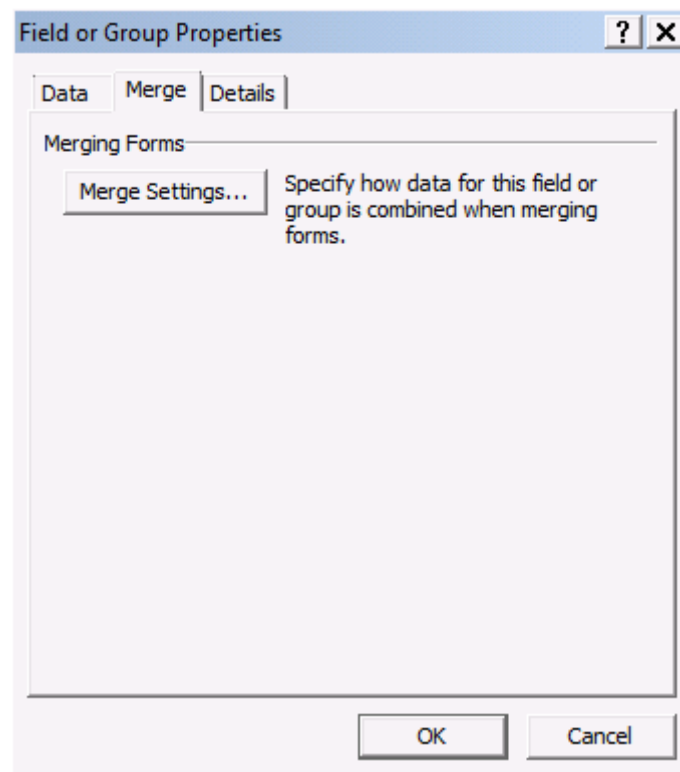 Field or Group Properties ? X
Data Merge Details
Merging Forms
Merge Settings... Specify how data for this field or
group is combined when merging
forms.
OK Cancel